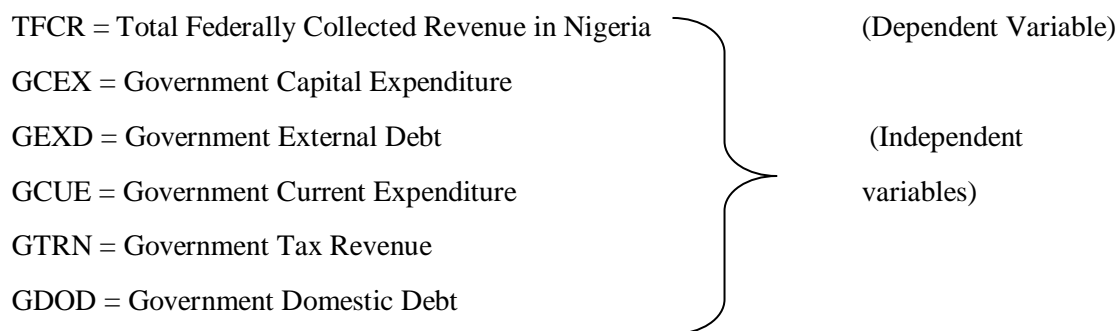 TFCR = Total Federally Collected Revenue in Nigeria (Dependent Variable)
GCEX = Government Capital Expenditure
GEXD = Government External Debt (Independent
GCUE = Government Current Expenditure variables)
GTRN = Government Tax Revenue
GDOD = Government Domestic Debt